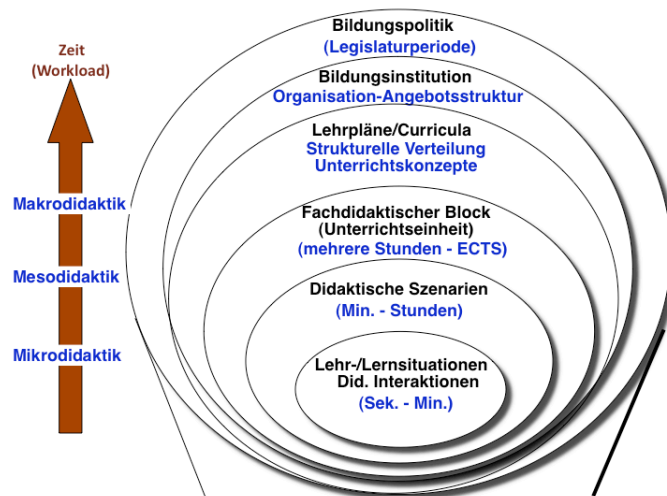 Zeit
(Workload)
Makrodidaktik
Mesodidaktik
Mikrodidaktik
Bildungspolitik
(Legislaturperiode)
Bildungsinstitution
Organisation-Angebotsstruktur
Lehrpläne/Curricula
Strukturelle Verteilung
Unterrichtskonzepte
Fachdidaktischer Block
(Unterrichtseinheit)
(mehrere Stunden - ECTS)
Didaktische Szenarien
(Min. - Stunden)
Lehr-/Lernsituationen
Did. Interaktionen
(Sek. - Min.)